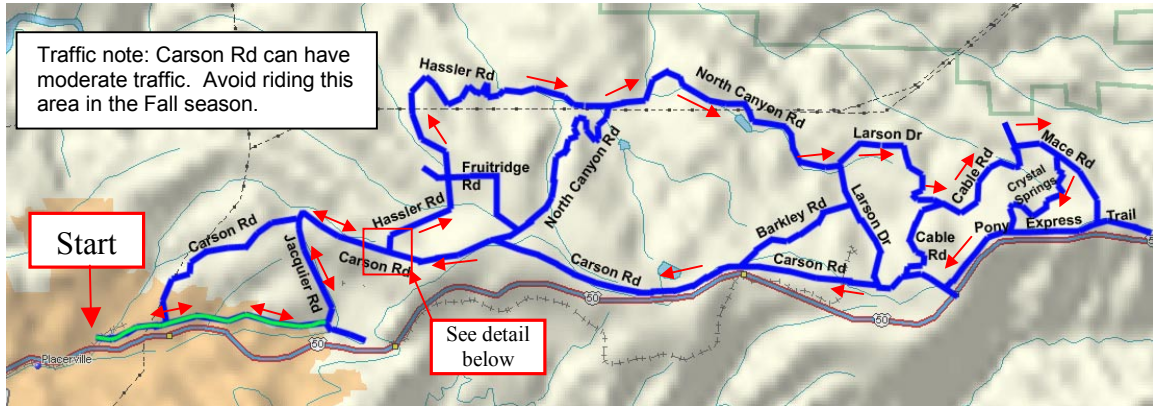 Traffic note: Carson Rd can have
moderate traffic. Avoid riding this
area in the Fall season.
Hassler Rd
North Canyon Rd
Larson Dr
Mace Rd
Cable Rd
Crystal
Springs
Fruitridge
Rd
North Canyon Rd
Hassler Rd
Carson Rd
Start
Jacquier Rd
Carson Rd
Barkley Rd
Larson Dr
Cable
Rd
Pony Express Trail
Carson Rd
Carson Rd
50
50
50
50
See detail
below
Placerville